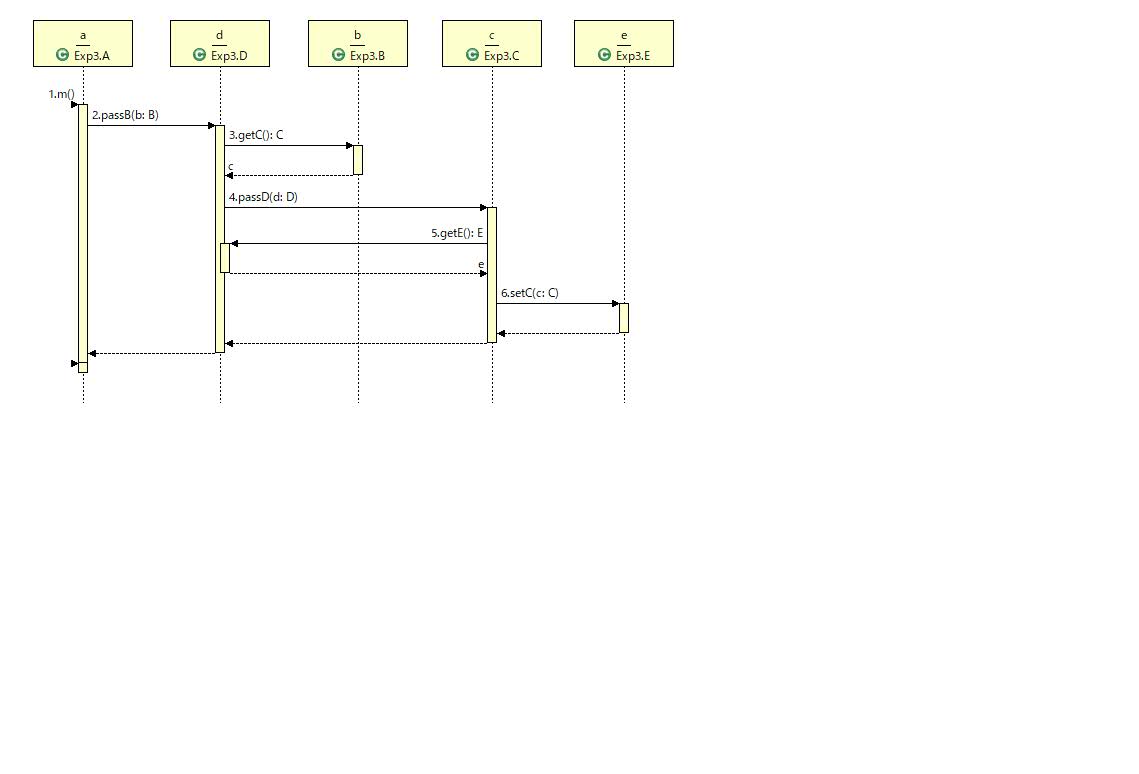 a
C Exp3.A
d
C Exp3.D
b
C Exp3.B
c
C Exp3.C
e
C Exp3.E
1.m()
2.passB(b: B)
3.getC(): C
c
4.passD(d: D)
5.getE(): E
e
6.setC(c: C)